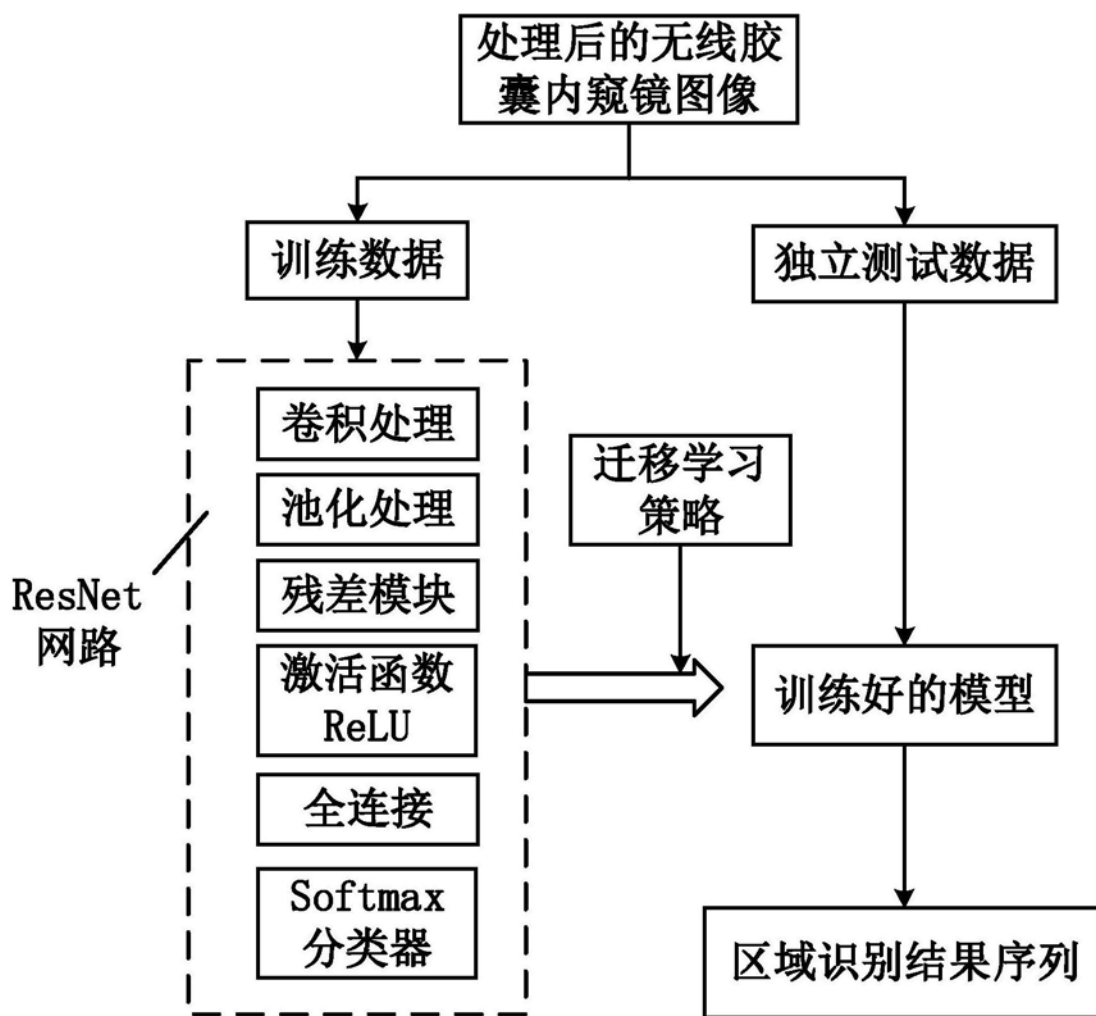 处理后的无线胶
囊内窥镜图像
训练数据
独立测试数据
卷积处理
池化处理
残差模块
激活函数
ReLU
全连接
Softmax
分类器
ResNet
网路
迁移学习
策略
训练好的模型
区域识别结果序列